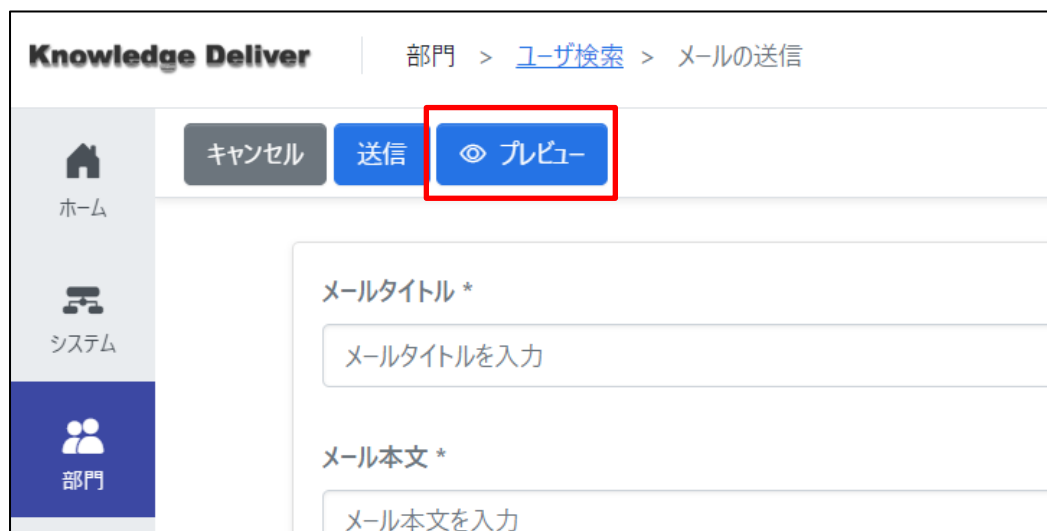 Knowledge Deliver 部門 > ユーザ検索 > メールの送信
キャンセル 送信 プレビュー
ホーム
システム
部門
メールタイトル *
メールタイトルを入力
メール本文 *
メール本文を入力